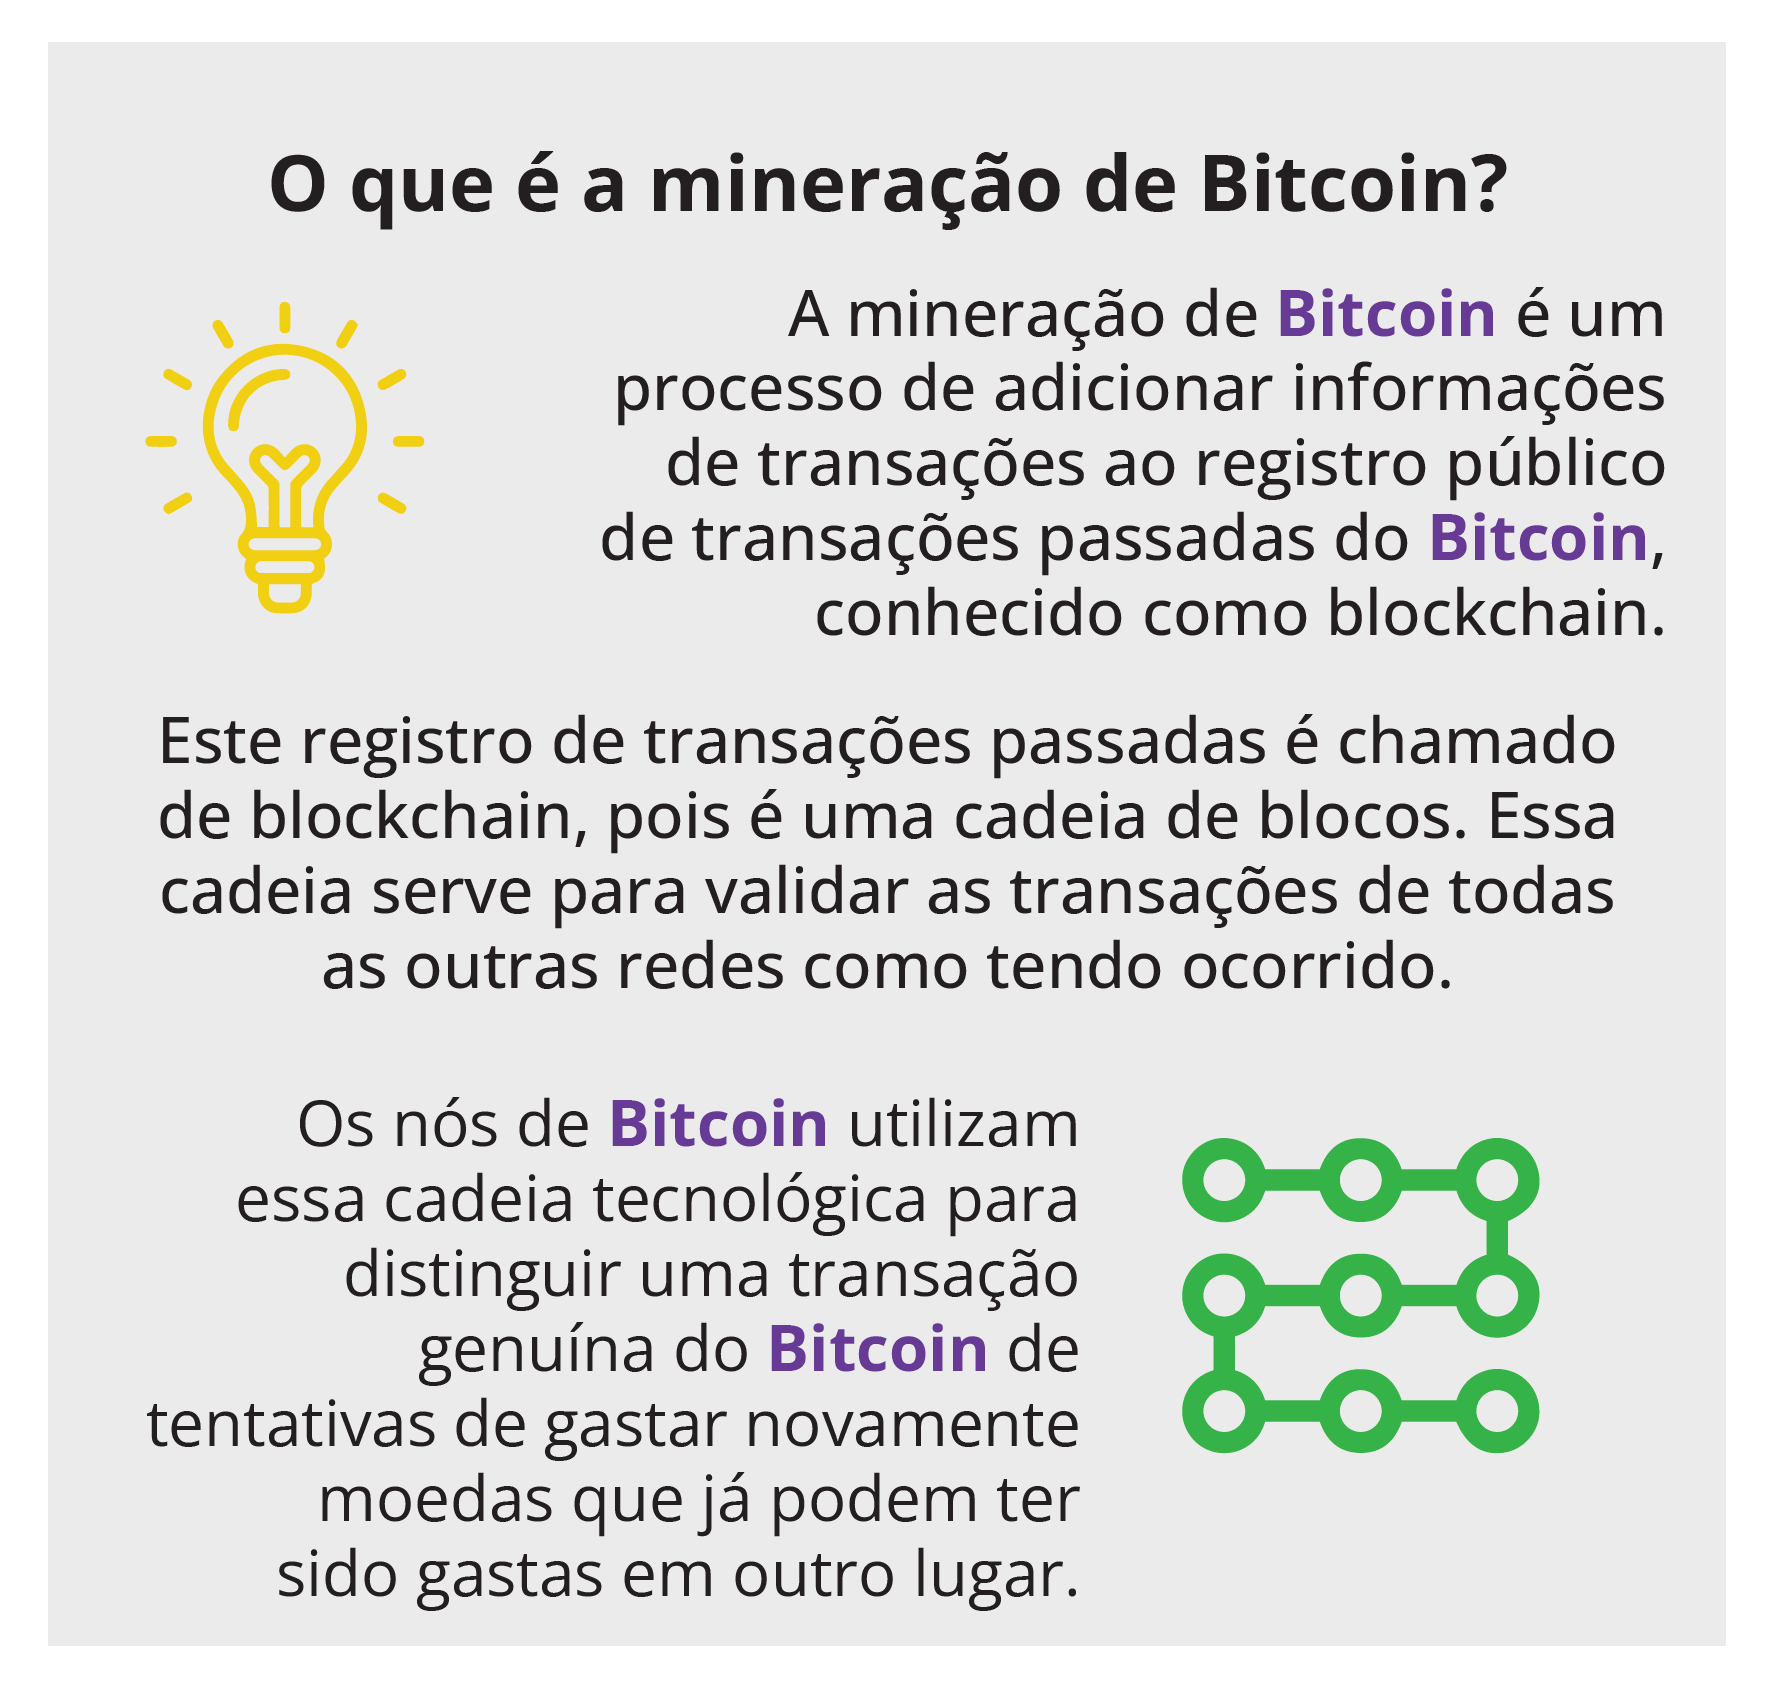 O que é a mineração de Bitcoin?
A mineração de Bitcoin é um
processo de adicionar informações
de transações ao registro público
de transações passadas do Bitcoin,
conhecido como blockchain.
Este registro de transações passadas é chamado
de blockchain, pois é uma cadeia de blocos. Essa
cadeia serve para validar as transações de todas
as outras redes como tendo ocorrido.
Os nós de Bitcoin utilizam
essa cadeia tecnológica para
distinguir uma transação
genuína do Bitcoin de
tentativas de gastar novamente
moedas que já podem ter
sido gastas em outro lugar.